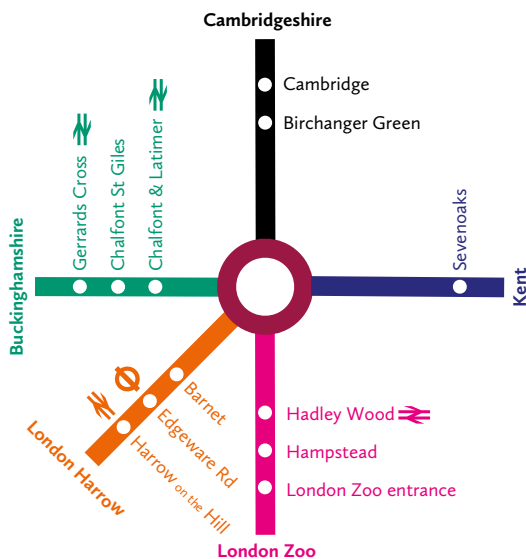 Cambridgeshire
Cambridge
Birchanger Green
Gerrards Cross
Chalfont St Giles
Chalfont & Latimer
Buckinghamshire
Sevenoaks
Kent
Barnet
Edgeware Rd
Harrow on the Hill
London Harrow
Hadley Wood
Hampstead
London Zoo entrance
London Zoo